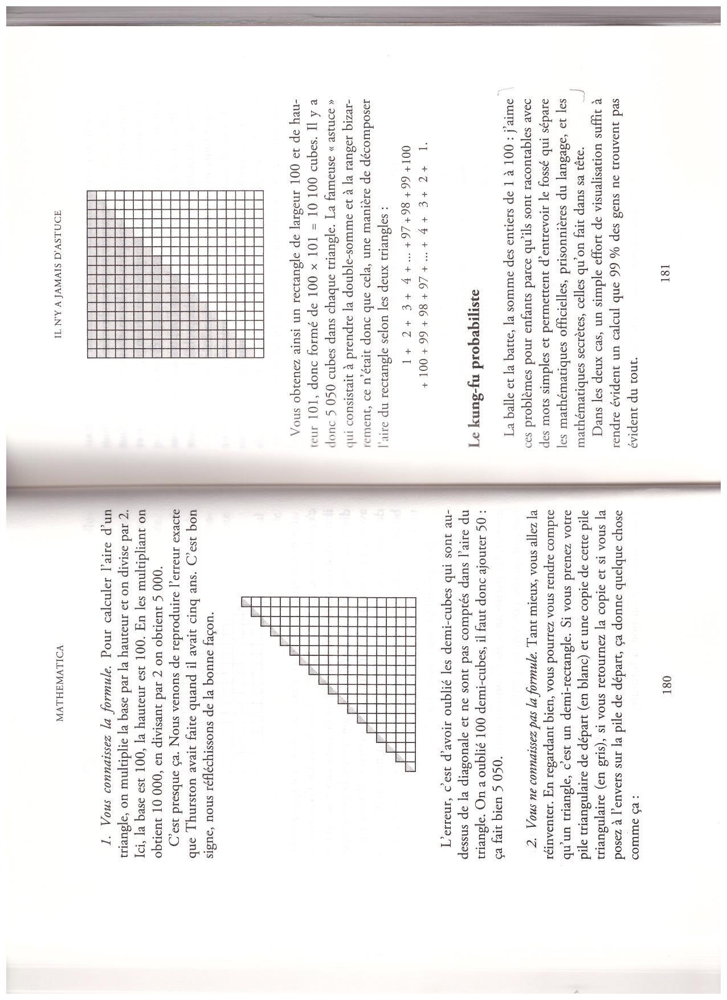 MATHEMATICA
1. Vous connaissez la formule. Pour calculer l'aire d'un
triangle, on multiplie la base par la hauteur et on divise par 2.
Ici, la base est 100, la hauteur est 100. En les multipliant on
obtient 10 000, en divisant par 2 on obtient 5 000.
C'est presque ça. Nous venons de reproduire l'erreur exacte
que Thurston avait faite quand il avait cinq ans. C'est bon
signe, nous réfléchissons de la bonne façon.
L'erreur, c'est d'avoir oublié les demi-cubes qui sont au-
dessus de la diagonale et ne sont pas comptés dans l'aire du
triangle. On a oublié 100 demi-cubes, il faut donc ajouter 50 :
ça fait bien 5 050.
2. Vous ne connaissez pas la formule. Tant mieux, vous allez la
réinventer. En regardant bien, vous pourrez vous rendre compte
qu'un triangle, c'est un demi-rectangle. Si vous prenez votre
pile triangulaire de départ (en blanc) et une copie de cette pile
triangulaire (en gris), si vous retournez la copie et si vous la
posez à l'envers sur la pile de départ, ça donne quelque chose
comme ça :
180
IL N'Y A JAMAIS D'ASTUCE
Vous obtenez ainsi un rectangle de largeur 100 et de hau-
teur 101, donc formé de 100 × 101 = 10 100 cubes. Il y a
donc 5 050 cubes dans chaque triangle. La fameuse « astuce »
qui consistait à prendre la double-somme et à la ranger bizar-
rement, ce n'était donc que cela, une manière de décomposer
l'aire du rectangle selon les deux triangles :
1 + 2 + 3 + 4 + ... + 97 + 98 + 99 +100
+ 100 + 99 + 98 + 97 + ... + 4 + 3 + 2 + 1.
Le kung-fu probabiliste
La balle et la batte, la somme des entiers de 1 à 100 : j'aime
ces problèmes pour enfants parce qu'ils sont racontables avec
des mots simples et permettent d'entrevoir le fossé qui sépare
les mathématiques officielles, prisonnières du langage, et les
mathématiques secrètes, celles qu'on fait dans sa tête.
Dans les deux cas, un simple effort de visualisation suffit à
rendre évident un calcul que 99 % des gens ne trouvent pas
évident du tout.
181